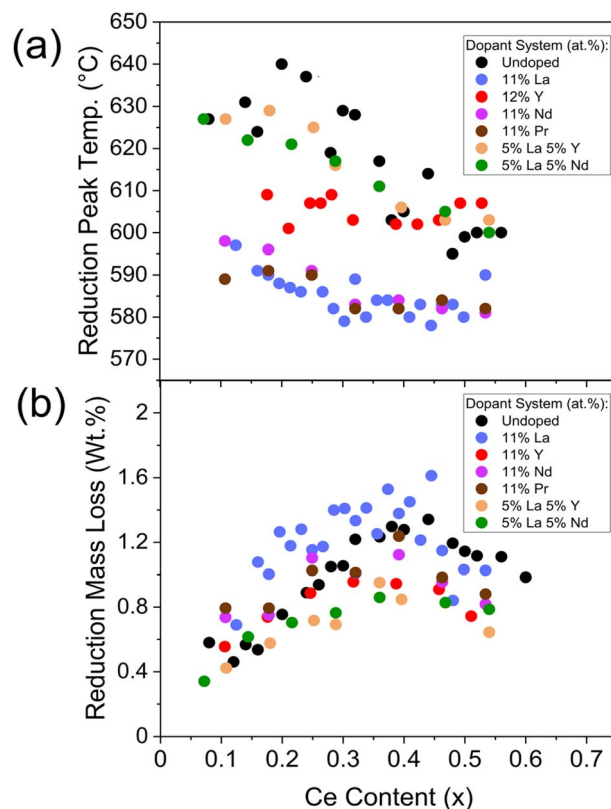 (a)
Reduction Peak Temp. (°C)
650
640
630
620
610
600
590
580
570
Dopant System (at.%):
Undoped
11% La
12% Y
11% Nd
11% Pr
5% La 5% Y
5% La 5% Nd
(b)
Reduction Mass Loss (Wt.%)
2
1.6
1.2
0.8
0.4
0
Dopant System (at.%):
Undoped
11% La
11% Y
11% Nd
11% Pr
5% La 5% Y
5% La 5% Nd
0 0.1 0.2 0.3 0.4 0.5 0.6 0.7
Ce Content (x)